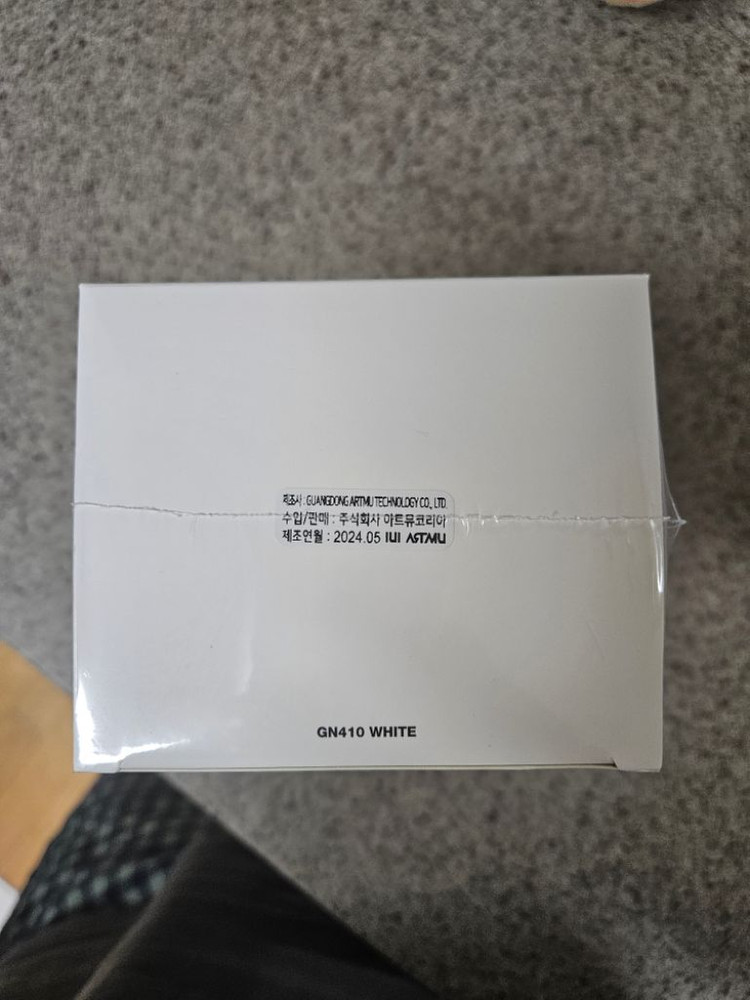 제조사 : GUANGDONG ARTMU TECHNOLOGY CO., LTD
수입/판매 : 주식회사 아트뮤코리아
제조연월 : 2024.05 ARTMU
GN410 WHITE